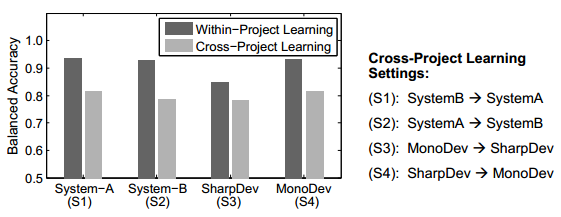 Within−Project Learning
Cross−Project Learning
Balanced Accuracy
1.0
0.9
0.8
0.7
0.6
0.5
System−A
(S1)
System−B
(S2)
SharpDev
(S3)
MonoDev
(S4)
Cross-Project Learning
Settings:
(S1): SystemB → SystemA
(S2): SystemA → SystemB
(S3): MonoDev → SharpDev
(S4): SharpDev → MonoDev